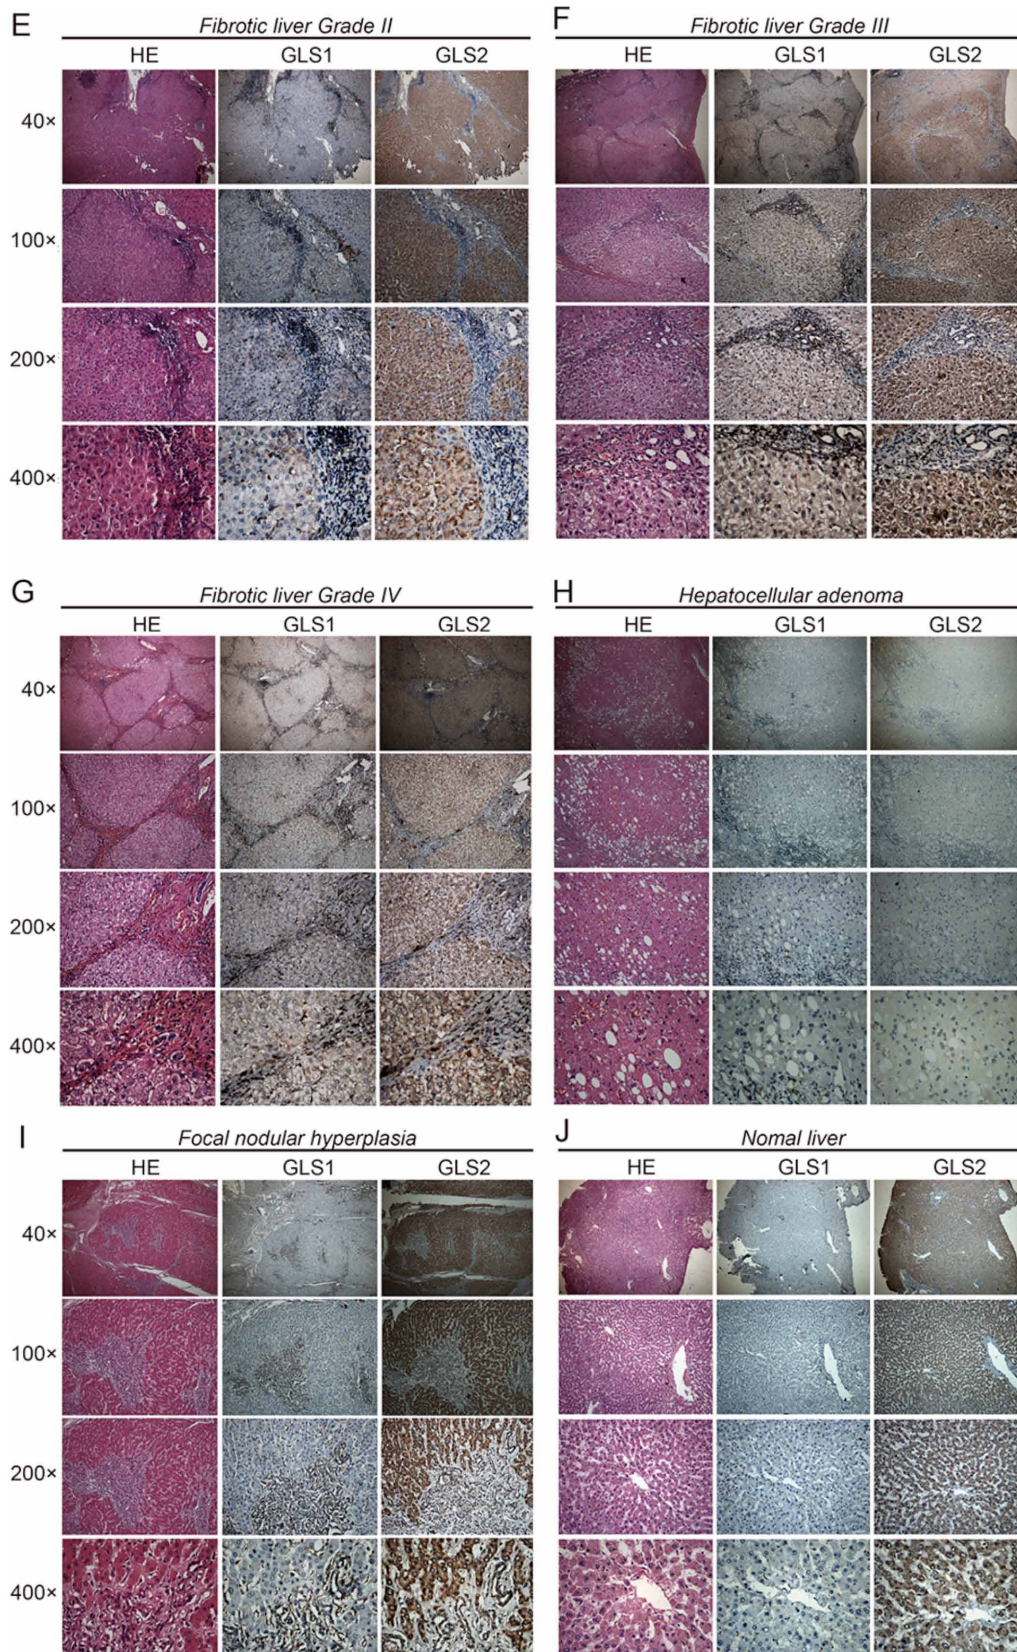 E
Fibrotic liver Grade II
HE GLS1 GLS2
40×
100×
200×
400×
F
Fibrotic liver Grade III
HE GLS1 GLS2
G
Fibrotic liver Grade IV
HE GLS1 GLS2
40×
100×
200×
400×
H
Hepatocellular adenoma
HE GLS1 GLS2
I
Focal nodular hyperplasia
HE GLS1 GLS2
40×
100×
200×
400×
J
Nomal liver
HE GLS1 GLS2